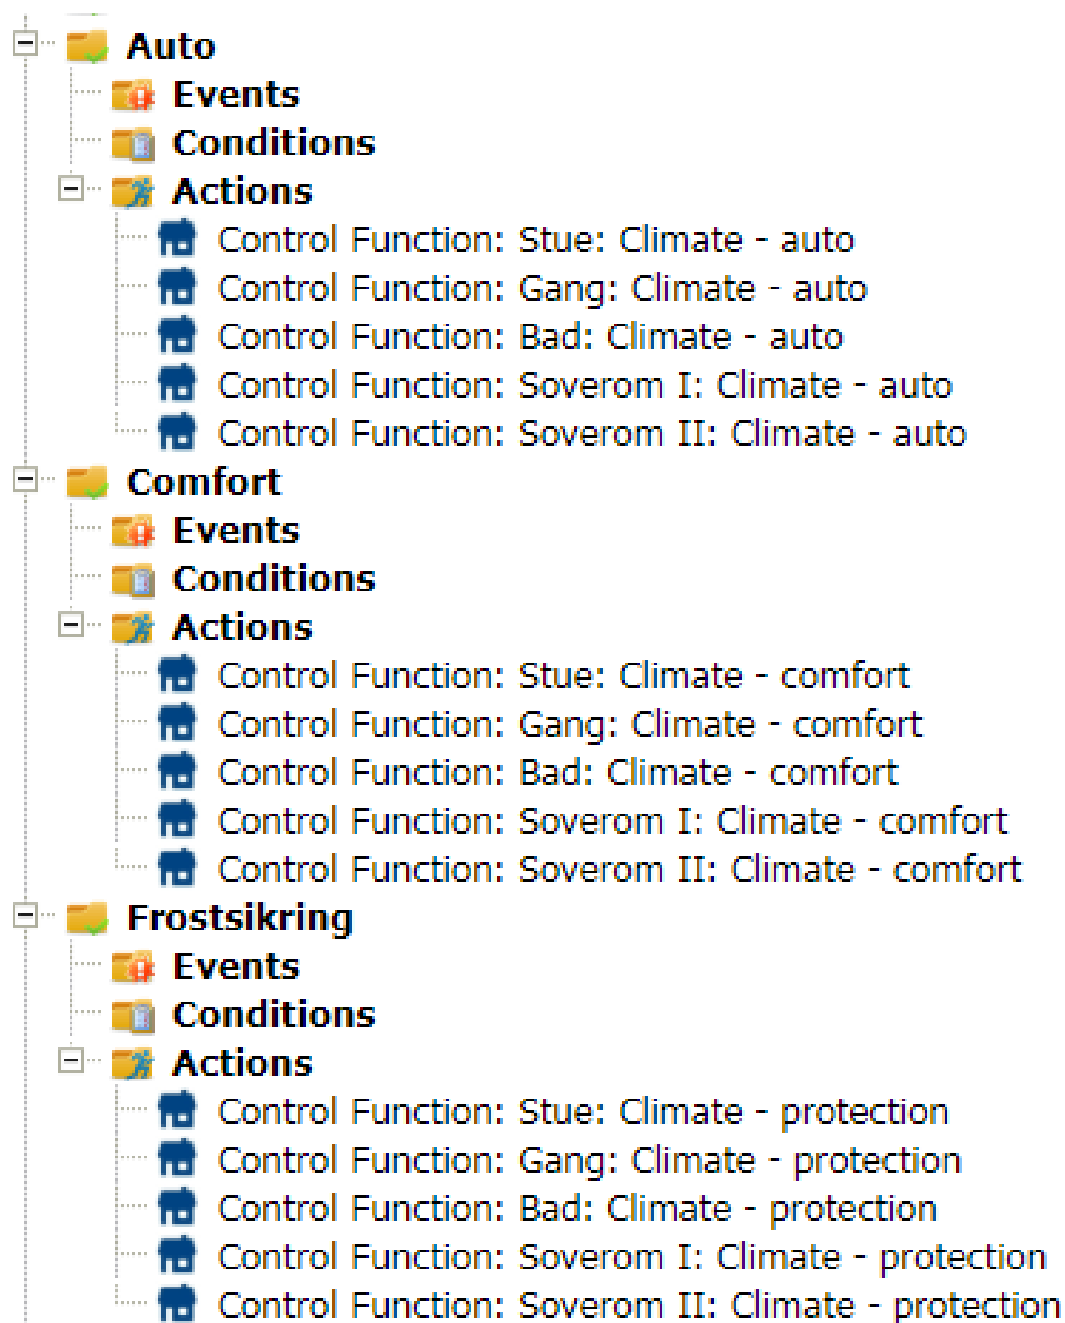 Auto
Events
Conditions
Actions
Control Function: Stue: Climate - auto
Control Function: Gang: Climate - auto
Control Function: Bad: Climate - auto
Control Function: Soverom I: Climate - auto
Control Function: Soverom II: Climate - auto
Comfort
Events
Conditions
Actions
Control Function: Stue: Climate - comfort
Control Function: Gang: Climate - comfort
Control Function: Bad: Climate - comfort
Control Function: Soverom I: Climate - comfort
Control Function: Soverom II: Climate - comfort
Frostsikring
Events
Conditions
Actions
Control Function: Stue: Climate - protection
Control Function: Gang: Climate - protection
Control Function: Bad: Climate - protection
Control Function: Soverom I: Climate - protection
Control Function: Soverom II: Climate - protection